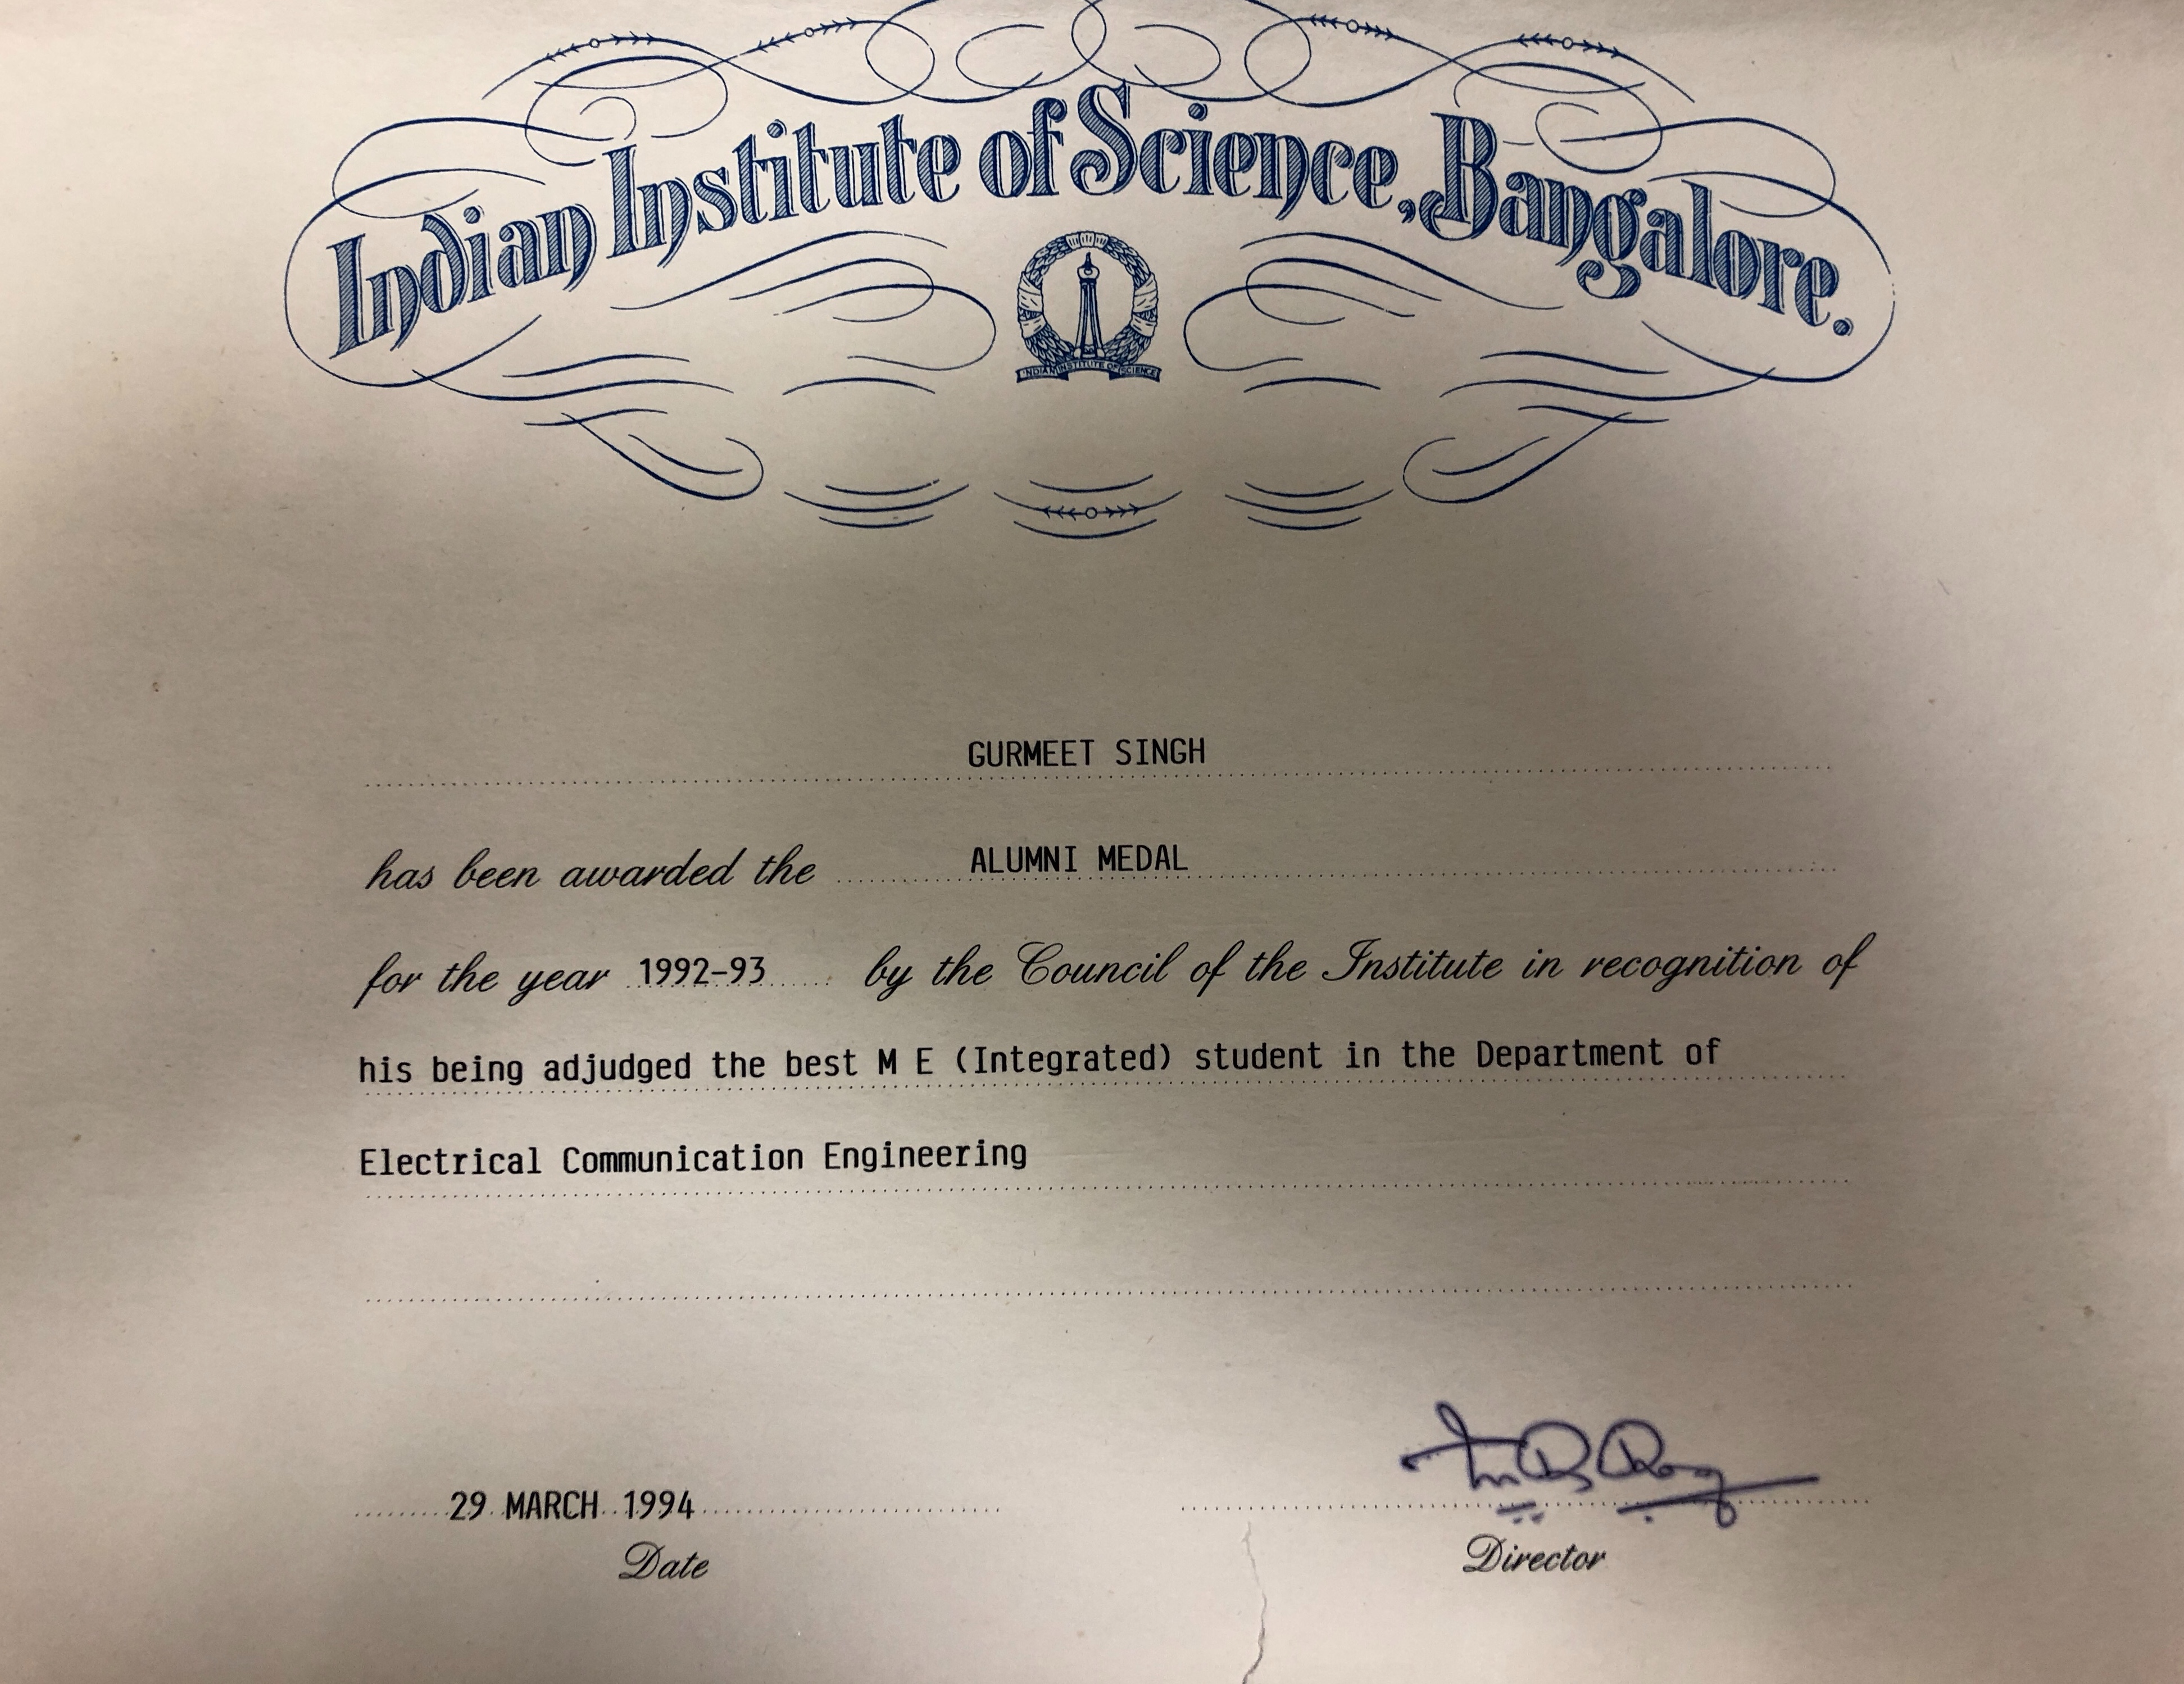 Indian Institute of Science, Bangalore.
INDIAN INSTITUTE OF SCIENCE
GURMEET SINGH
has been awarded the ALUMNI MEDAL
for the year 1992-93 by the Council of the Institute in recognition of
his being adjudged the best M E (Integrated) student in the Department of
Electrical Communication Engineering
29 MARCH 1994
Date
Director